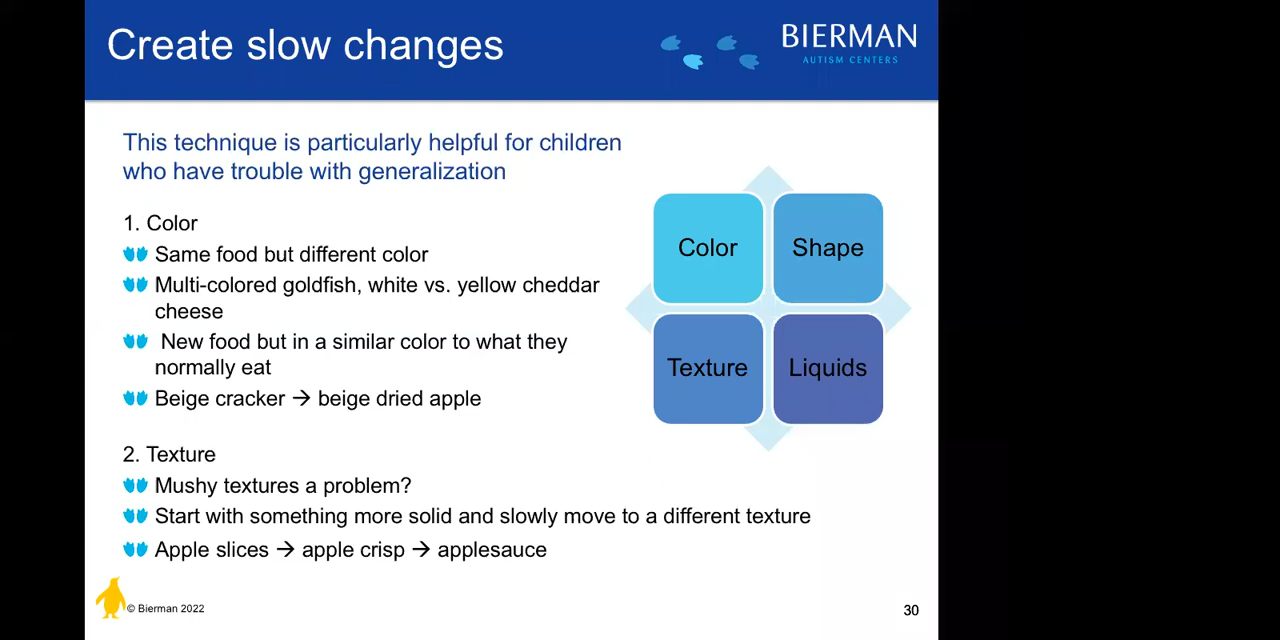 Create slow changes
BIERMAN
AUTISM CENTERS
This technique is particularly helpful for children
who have trouble with generalization
1. Color
Same food but different color
Multi-colored goldfish, white vs. yellow cheddar
cheese
New food but in a similar color to what they
normally eat
Beige cracker → beige dried apple
Color
Shape
Texture
Liquids
2. Texture
Mushy textures a problem?
Start with something more solid and slowly move to a different texture
Apple slices → apple crisp → applesauce
© Bierman 2022
30